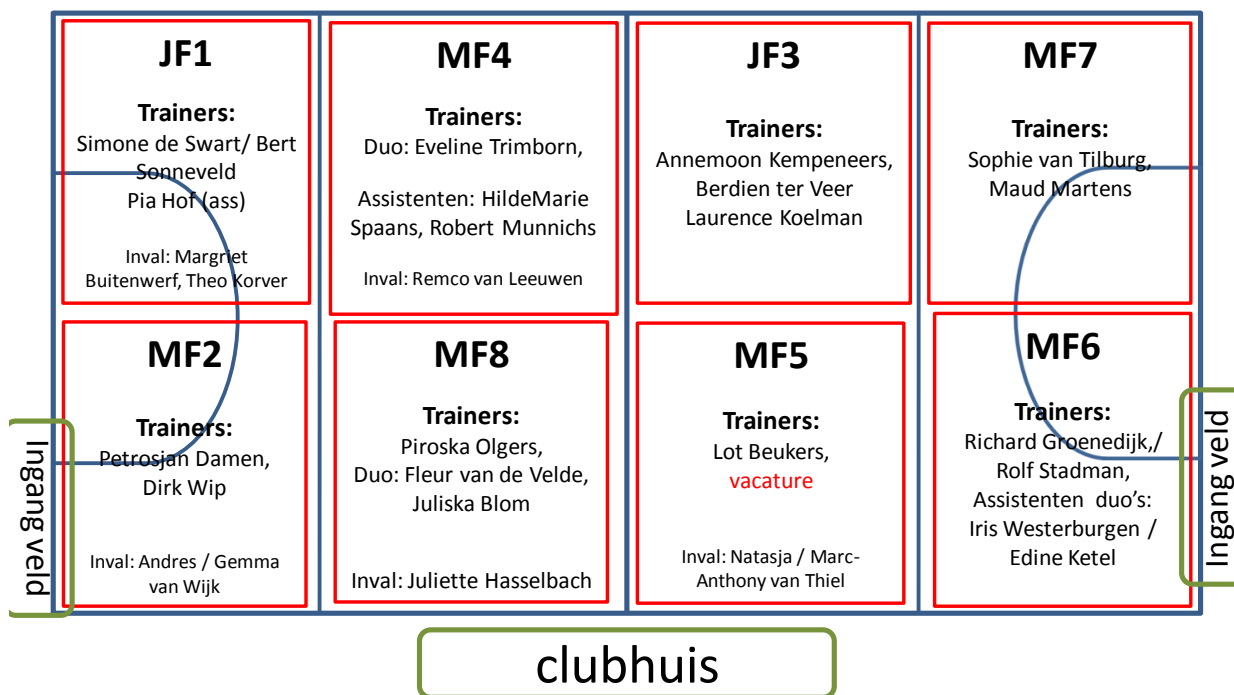 JF1
Trainers:
Simone de Swart/ Bert
Sonneveld
Pia Hof (ass)
Inval: Margriet
Buitenwerf, Theo Korver
MF4
Trainers:
Duo: Eveline Trimborn,
Assistenten: HildeMarie
Spaans, Robert Munnichs
Inval: Remco van Leeuwen
JF3
Trainers:
Annemoon Kempeneers,
Berdien ter Veer
Laurence Koelman
MF7
Trainers:
Sophie van Tilburg,
Maud Martens
MF2
Trainers:
Petrosjan Damen,
Dirk Wip
Inval: Andres / Gemma
van Wijk
MF8
Trainers:
Piroska Olgers,
Duo: Fleur van de Velde,
Juliska Blom
Inval: Juliette Hasselbach
MF5
Trainers:
Lot Beukers,
vacature
Inval: Natasja / Marc-
Anthony van Thiel
MF6
Trainers:
Richard Groenedijk,/
Rolf Stadman,
Assistenten duo's:
Iris Westerburgen /
Edine Ketel
Ingang veld
Ingang veld
clubhuis